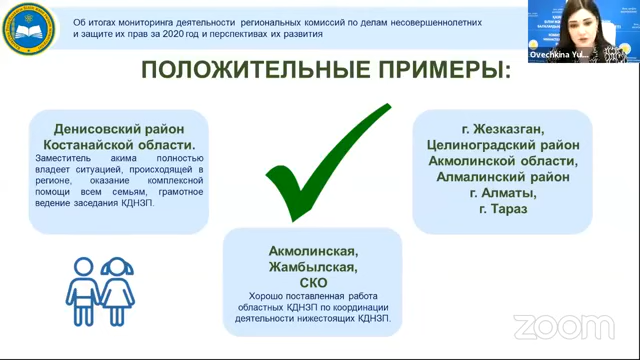 Об итогах мониторинга деятельности региональных комиссий по делам несовершеннолетних
и защите их прав за 2020 год и перспективах их развития
Ovechkina Yul...
ПОЛОЖИТЕЛЬНЫЕ ПРИМЕРЫ:
Денисовский район
Костанайской области.
Заместитель акима полностью
владеет ситуацией, происходящей в
регионе, оказание комплексной
помощи всем семьям, грамотное
ведение заседания КДНЗП.
г. Жезказган,
Целиноградский район
Акмолинской области,
Алмалинский район
г. Алматы,
г. Тараз
Акмолинская,
Жамбылская,
СКО
Хорошо поставленная работа
областных КДНЗП по координации
деятельности нижестоящих КДНЗП.
zoom